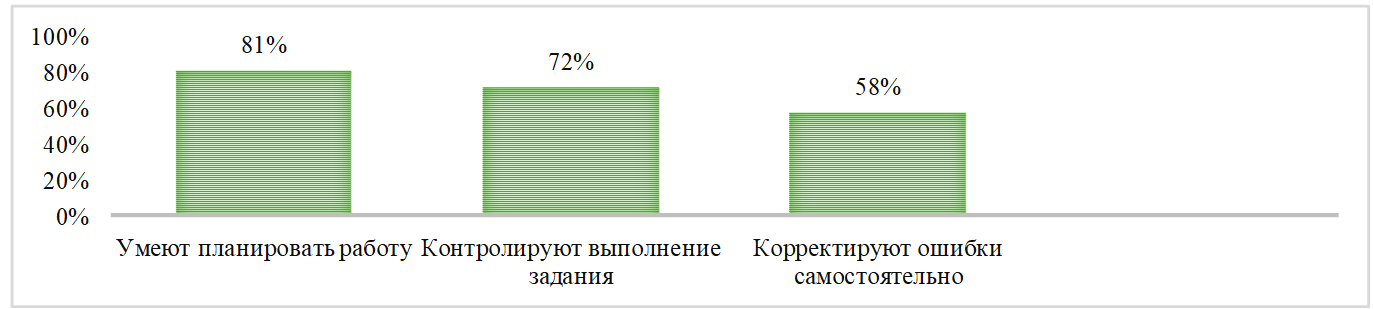 100%
80%
60%
40%
20%
0%
81%
72%
58%
Умеют планировать работу
Контролируют выполнение
задания
Корректируют ошибки
самостоятельно